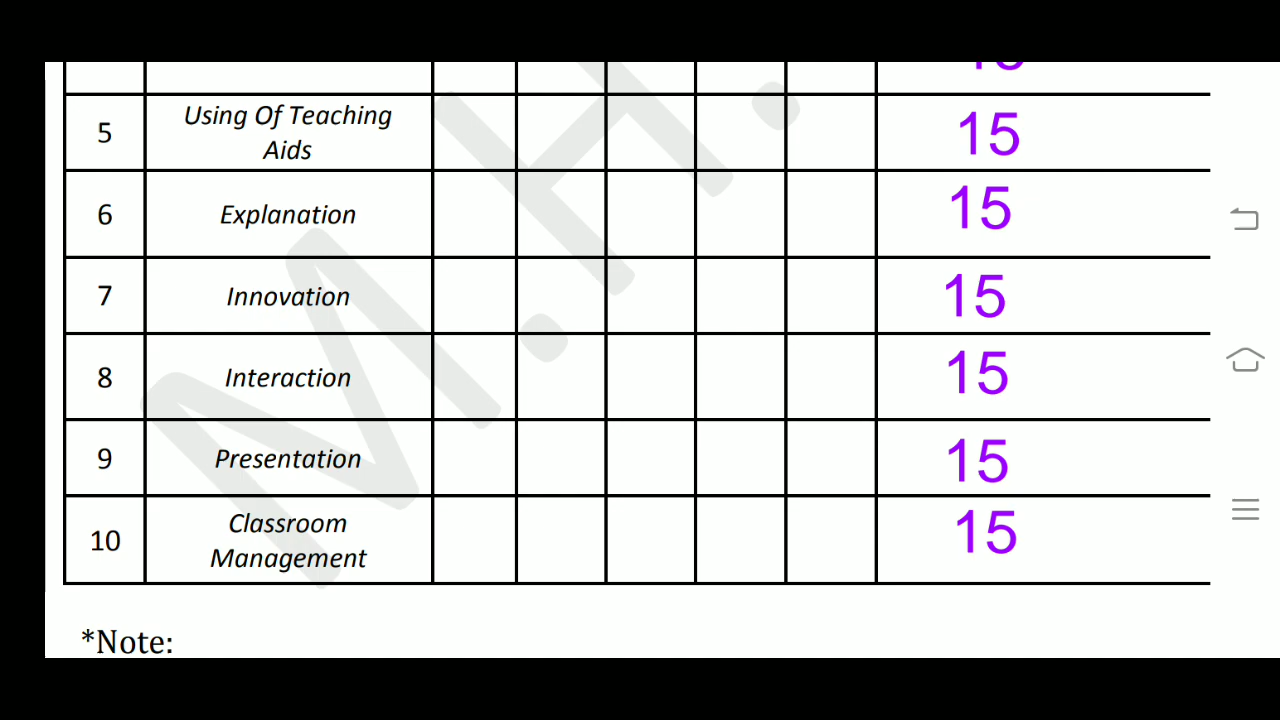 15
5 Using Of Teaching 15
Aids
6 Explanation 15
7 Innovation 15
8 Interaction 15
9 Presentation 15
10 Classroom 15
Management
*Note:
M.H.